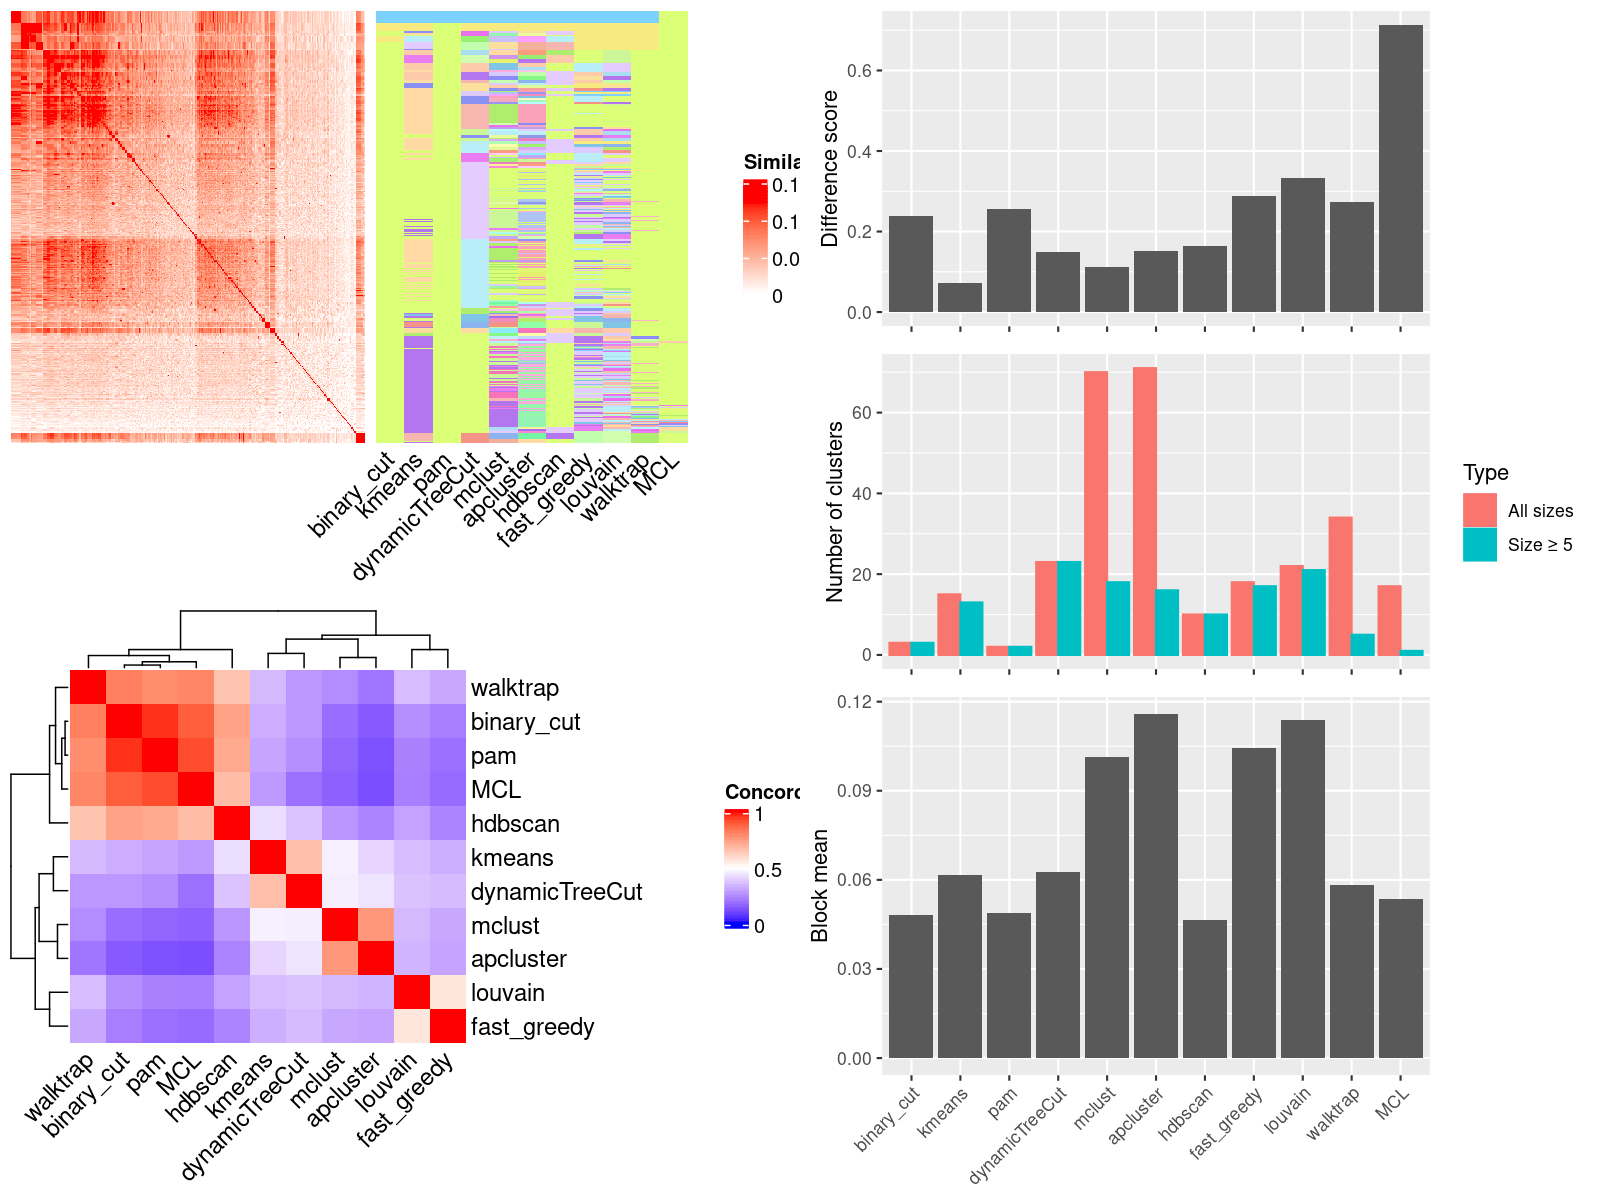 Simila
0.1
0.1
0.0
0
binary_cut
kmeans
pam
dynamicTreeCut
mclust
apcluster
hdbscan
fast_greedy
louvain
walktrap
MCL
walktrap
binary_cut
pam
MCL
hdbscan
kmeans
dynamicTreeCut
mclust
apcluster
louvain
fast_greedy
Concord
1
0.5
0
walktrap
binary_cut
pam
MCL
hdbscan
kmeans
dynamicTreeCut
mclust
apcluster
louvain
fast_greedy
Difference score
0.6
0.4
0.2
0.0
Number of clusters
60
40
20
0
Type
All sizes
Size ≥ 5
Block mean
0.12
0.09
0.06
0.03
0.00
binary_cut
kmeans
pam
dynamicTreeCut
mclust
apcluster
hdbscan
fast_greedy
louvain
walktrap
MCL